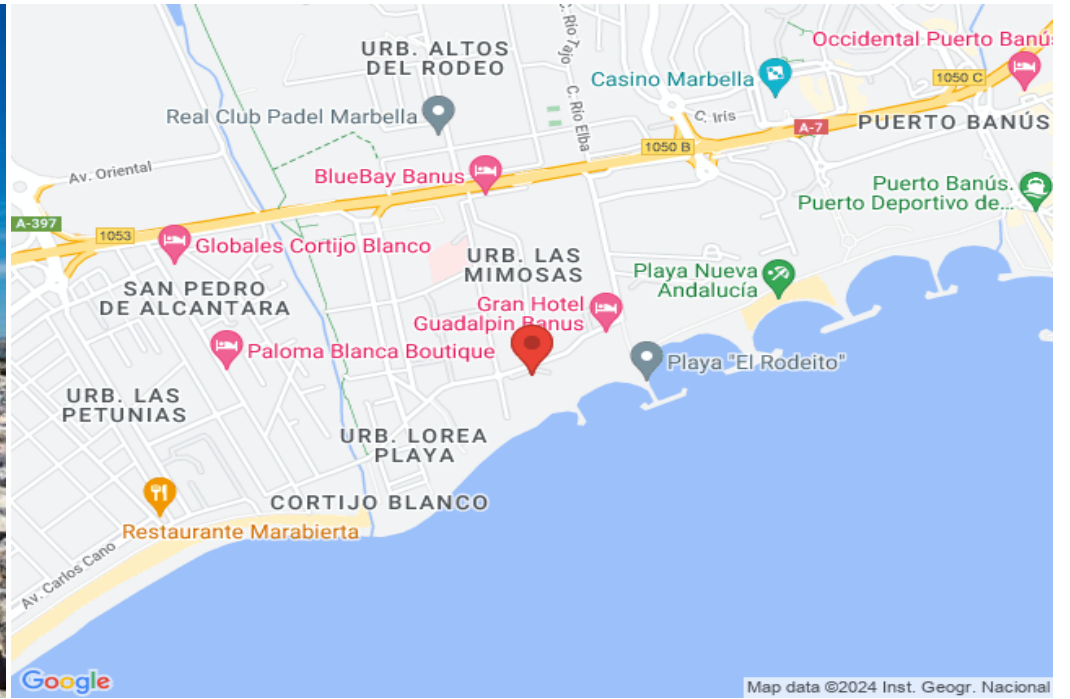 URB. ALTOS
DEL RODEO
C. Río Tajo
C. Río Elba
Occidental Puerto Banús
Casino Marbella
1050 C
Real Club Padel Marbella
C. Iris
A-7
PUERTO BANÚS
1050 B
Av. Oriental
BlueBay Banus
Puerto Banús.
Puerto Deportivo de...
A-397
1053
Globales Cortijo Blanco
URB. LAS
MIMOSAS
Playa Nueva
Andalucía
SAN PEDRO
DE ALCANTARA
Gran Hotel
Guadalpin Banus
Paloma Blanca Boutique
Playa "El Rodeito"
URB. LAS
PETUNIAS
URB. LOREA
PLAYA
CORTIJO BLANCO
Restaurante Marabierta
Av. Carlos Cano
Google
Map data ©2024 Inst. Geogr. Nacional